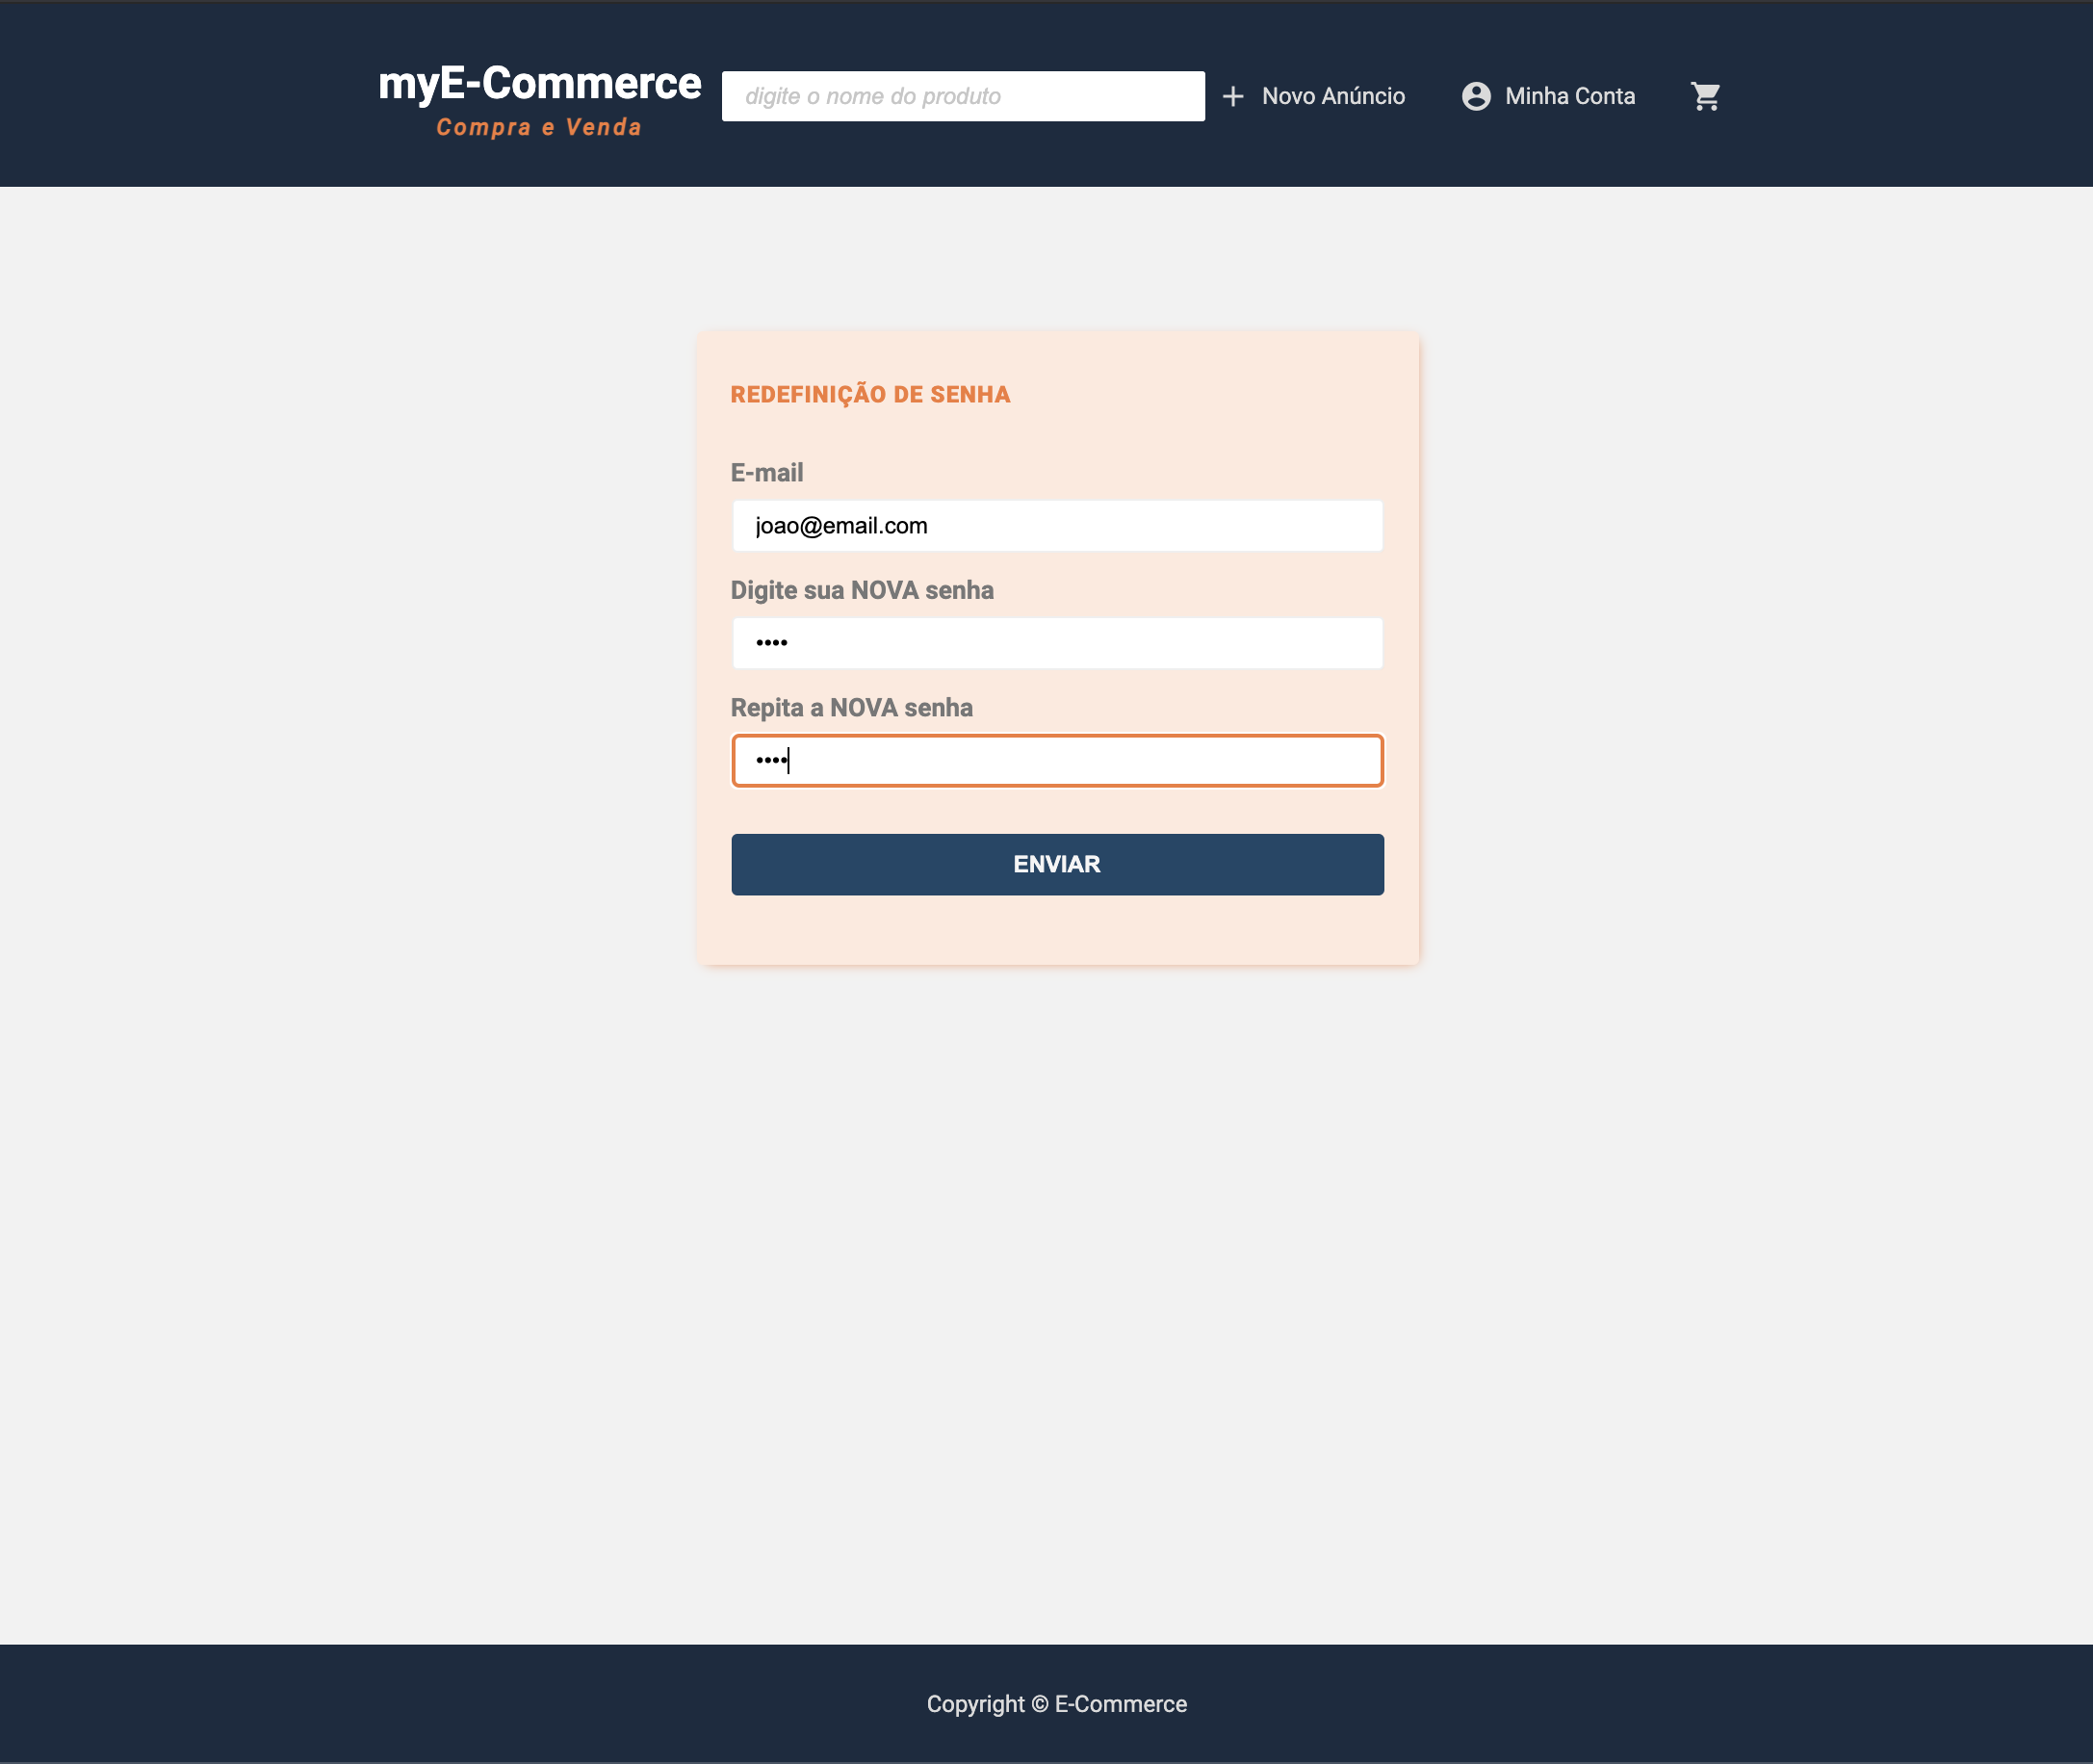 myE-Commerce
Compra e Venda
digite o nome do produto
Novo Anúncio
Minha Conta
REDEFINIÇÃO DE SENHA
E-mail
joao@email.com
Digite sua NOVA senha
••••
Repita a NOVA senha
••••
ENVIAR
Copyright © E-Commerce